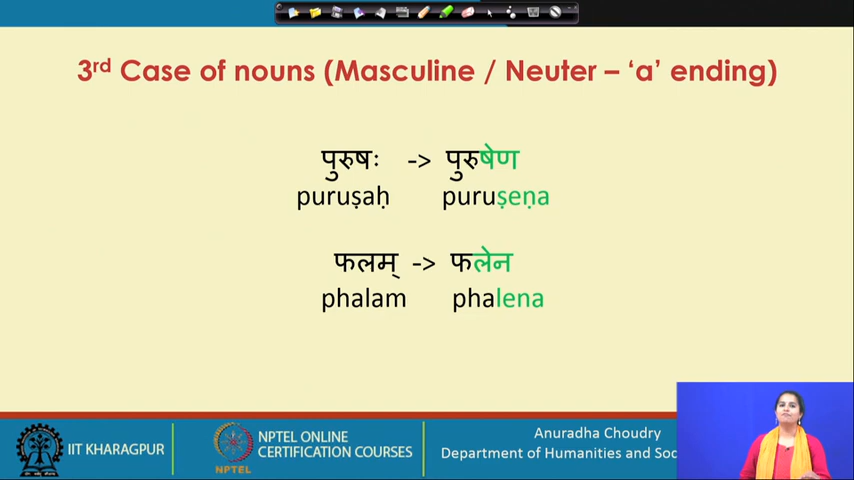 3rd Case of nouns (Masculine / Neuter – ‘a’ ending)
पुरुषः -> पुरुषेण
puruṣaḥ puruṣeṇa
फलम् -> फलेन
phalam phalena
IIT KHARAGPUR
NPTEL
NPTEL ONLINE
CERTIFICATION COURSES
Anuradha Choudry
Department of Humanities and Soc